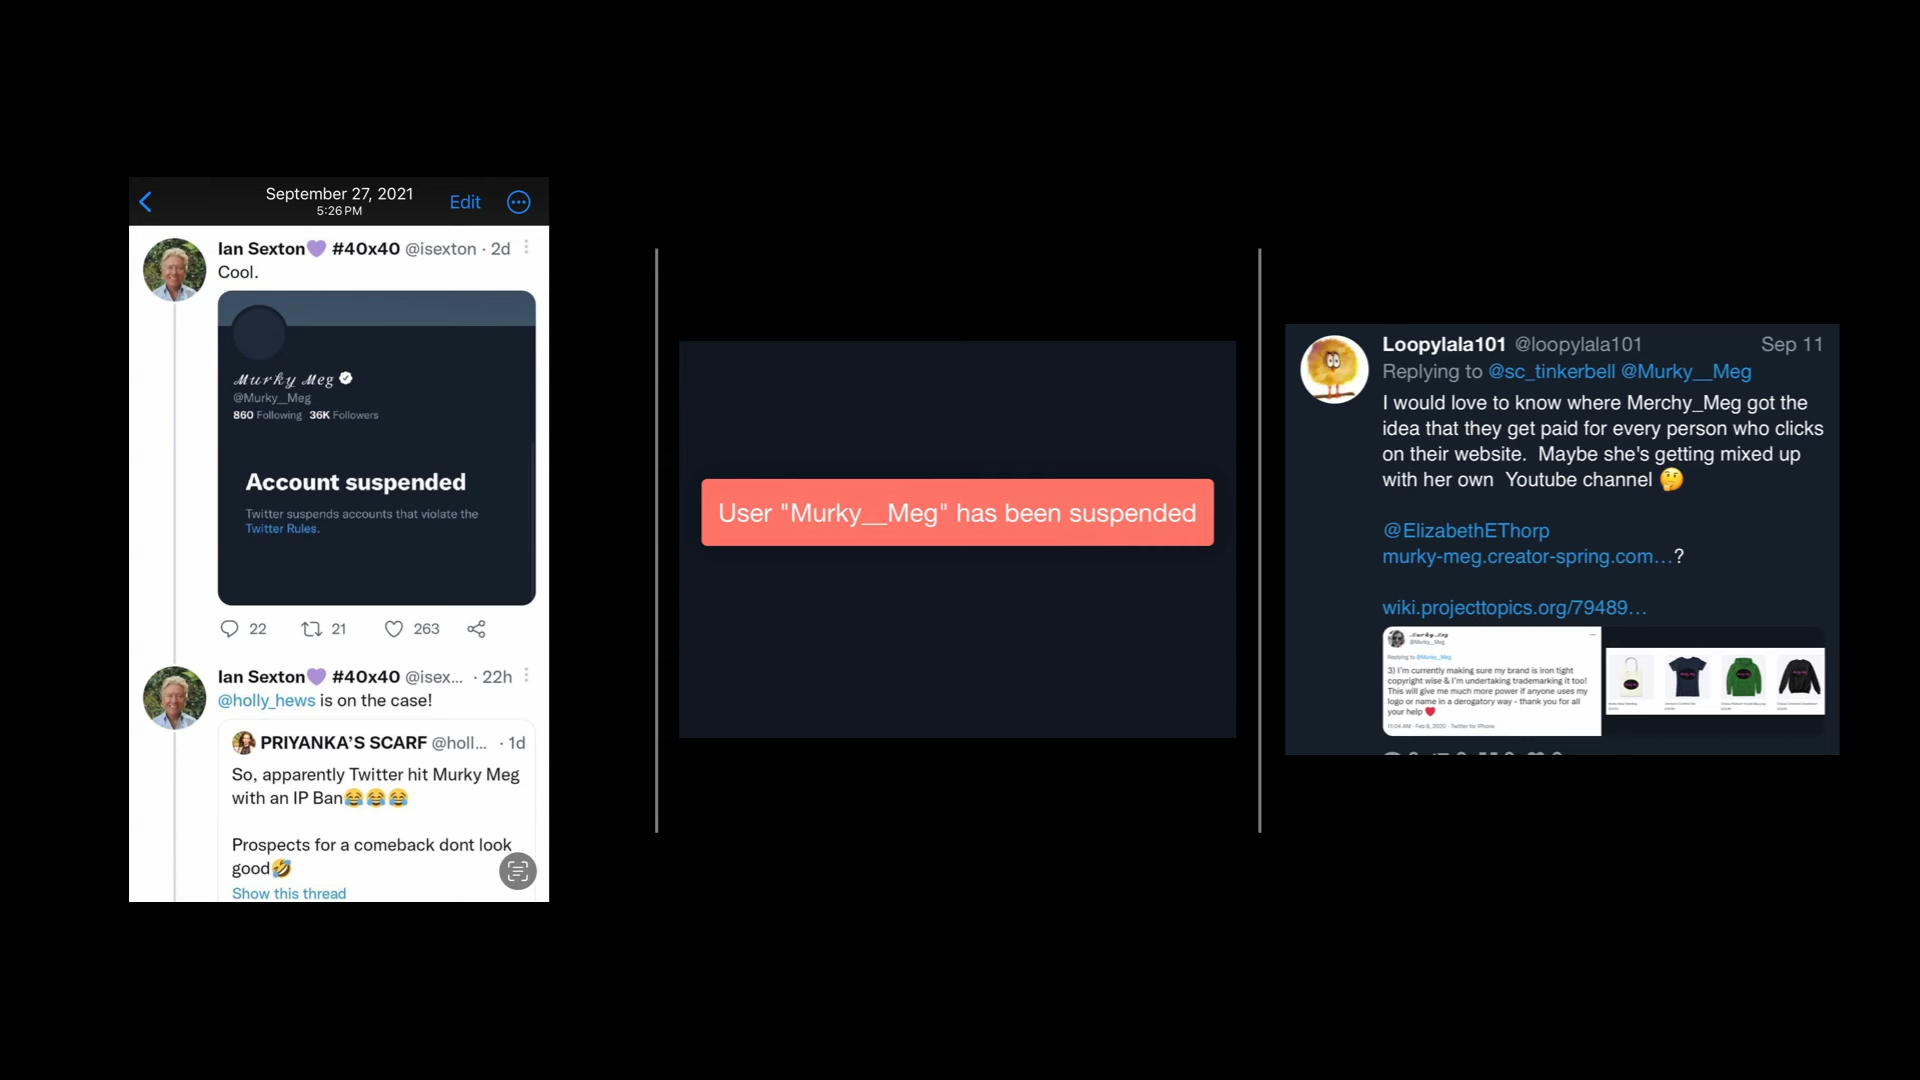 September 27, 2021
5:26 PM
Edit
Ian Sexton💜 #40x40 @isexton · 2d
Cool.
Murky Meg
@Murky__Meg
860 Following 36K Followers
Account suspended
Twitter suspends accounts that violate the
Twitter Rules.
22 21 263
Ian Sexton💜 #40x40 @isex... · 22h
@holly_hews is on the case!
PRIYANKA'S SCARF @holl... · 1d
So, apparently Twitter hit Murky Meg
with an IP Ban😂😂😂
Prospects for a comeback dont look
good🤣
Show this thread
User "Murky__Meg" has been suspended
Loopylala101 @loopylala101 Sep 11
Replying to @sc_tinkerbell @Murky__Meg
I would love to know where Merchy_Meg got the
idea that they get paid for every person who clicks
on their website. Maybe she's getting mixed up
with her own Youtube channel 🤔
@ElizabethEThorp
murky-meg.creator-spring.com…?
wiki.projecttopics.org/79489…
Murky Meg
@Murky__Meg
Replying to @Murky__Meg
3) I'm currently making sure my brand is iron tight
copyright wise & I'm undertaking trademarking it too!
This will give me much more power if anyone uses my
logo or name in a derogatory way - thank you for all
your help ❤️
11:04 AM · Feb 9, 2020 · Twitter for iPhone